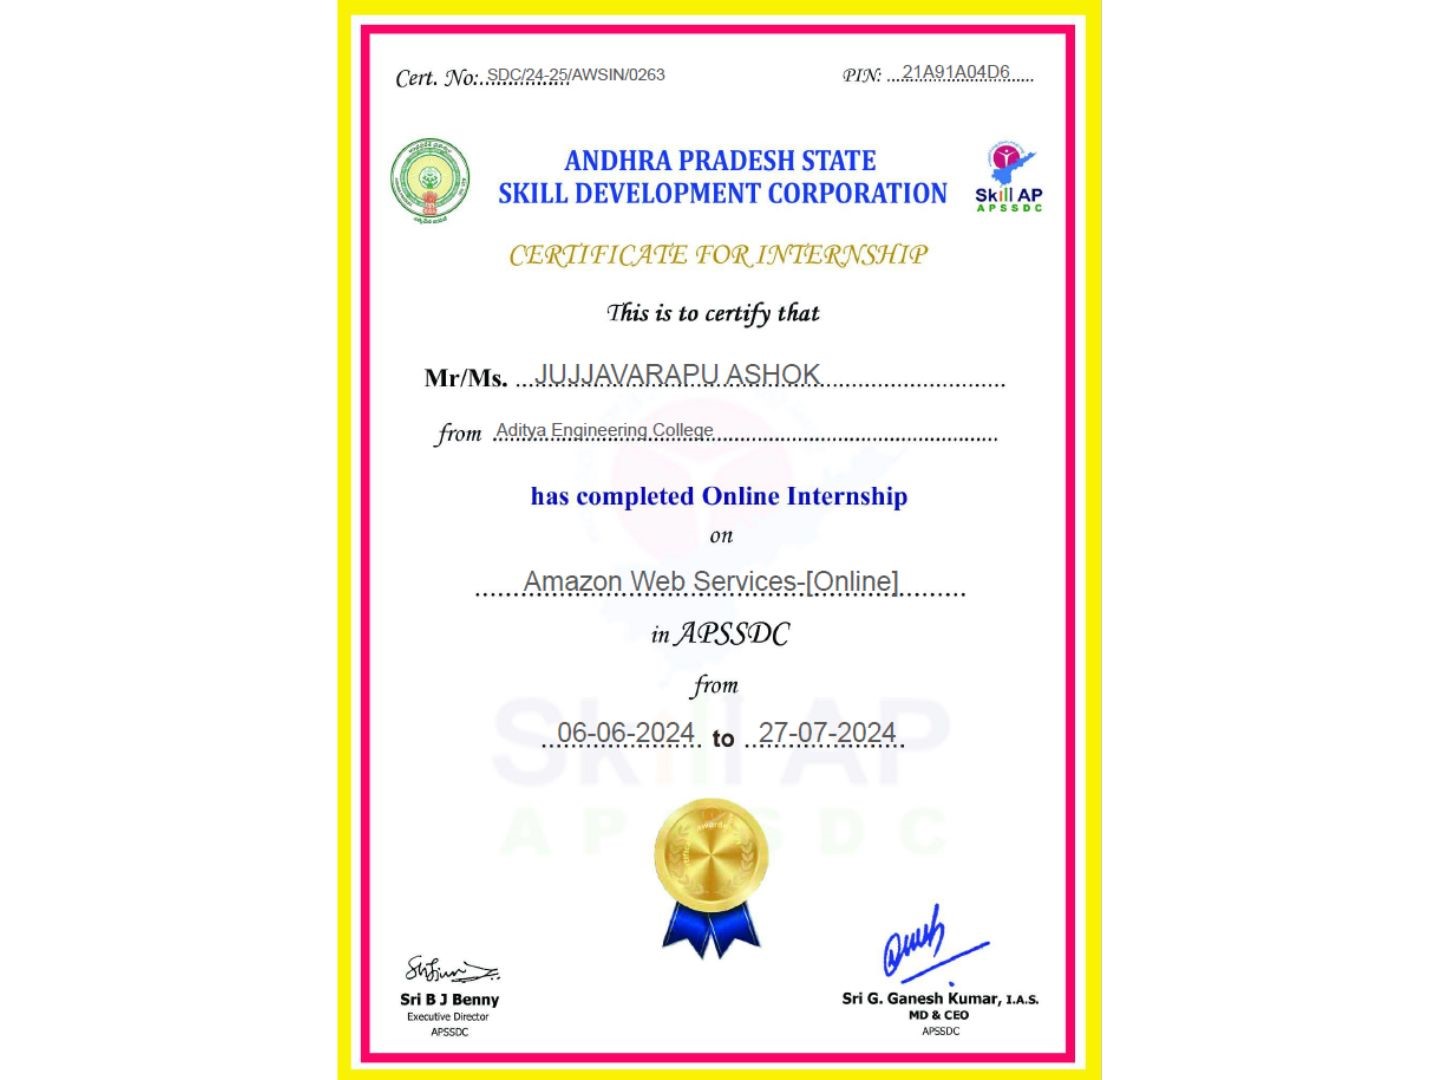 Cert. No:................. SDC/24-25/AWSIN/0263
PIN: ... 21A91A04D6 .....
ANDHRA PRADESH STATE
SKILL DEVELOPMENT CORPORATION
Skill AP
APSSDC
CERTIFICATE FOR INTERNSHIP
This is to certify that
Mr/Ms. JUJJAVARAPU ASHOK
from Aditya Engineering College
has completed Online Internship
on
Amazon Web Services-[Online]
in APSSDC
from
06-06-2024 to 27-07-2024
Skill AP
APSSDC
Sri B J Benny
Executive Director
APSSDC
Sri G. Ganesh Kumar, I.A.S.
MD & CEO
APSSDC